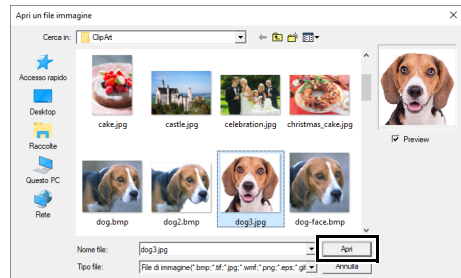 Apri un file immagine
Cerca in: ClipArt
Accesso rapido
Desktop
Raccolte
Questo PC
Rete
cake.jpg castle.jpg celebration.jpg christmas_cake.jpg
Preview
dog.bmp dog2.bmp dog3.jpg dog-face.bmp
Nome file: dog3.jpg Apri
Tipo file: File di immagine(*.bmp;*.tif;*.jpg;*.wmf;*.png;*.eps;*.gif Annulla